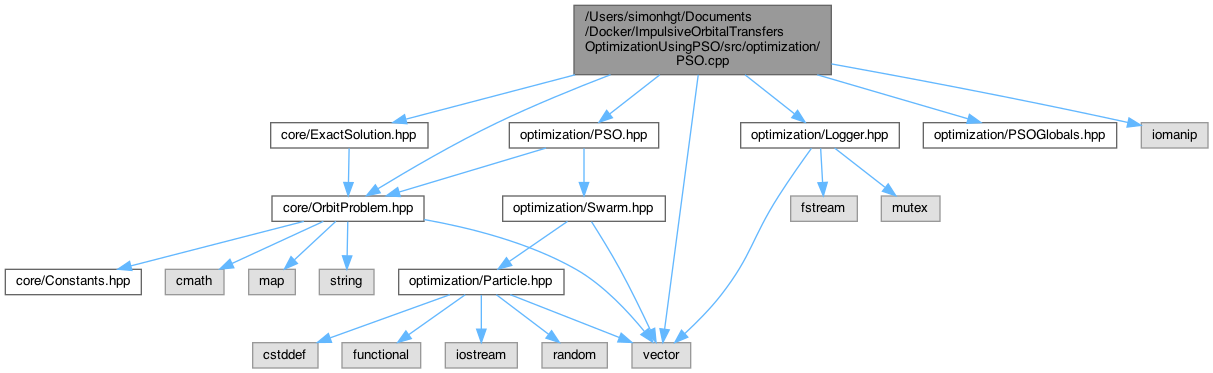 /Users/simonhgt/Documents
/Docker/ImpulsiveOrbitalTransfers
OptimizationUsingPSO/src/optimization/
PSO.cpp
core/ExactSolution.hpp
optimization/PSO.hpp
optimization/Logger.hpp
optimization/PSOGlobals.hpp
iomanip
core/OrbitProblem.hpp
optimization/Swarm.hpp
fstream
mutex
core/Constants.hpp
cmath
map
string
optimization/Particle.hpp
cstddef
functional
iostream
random
vector